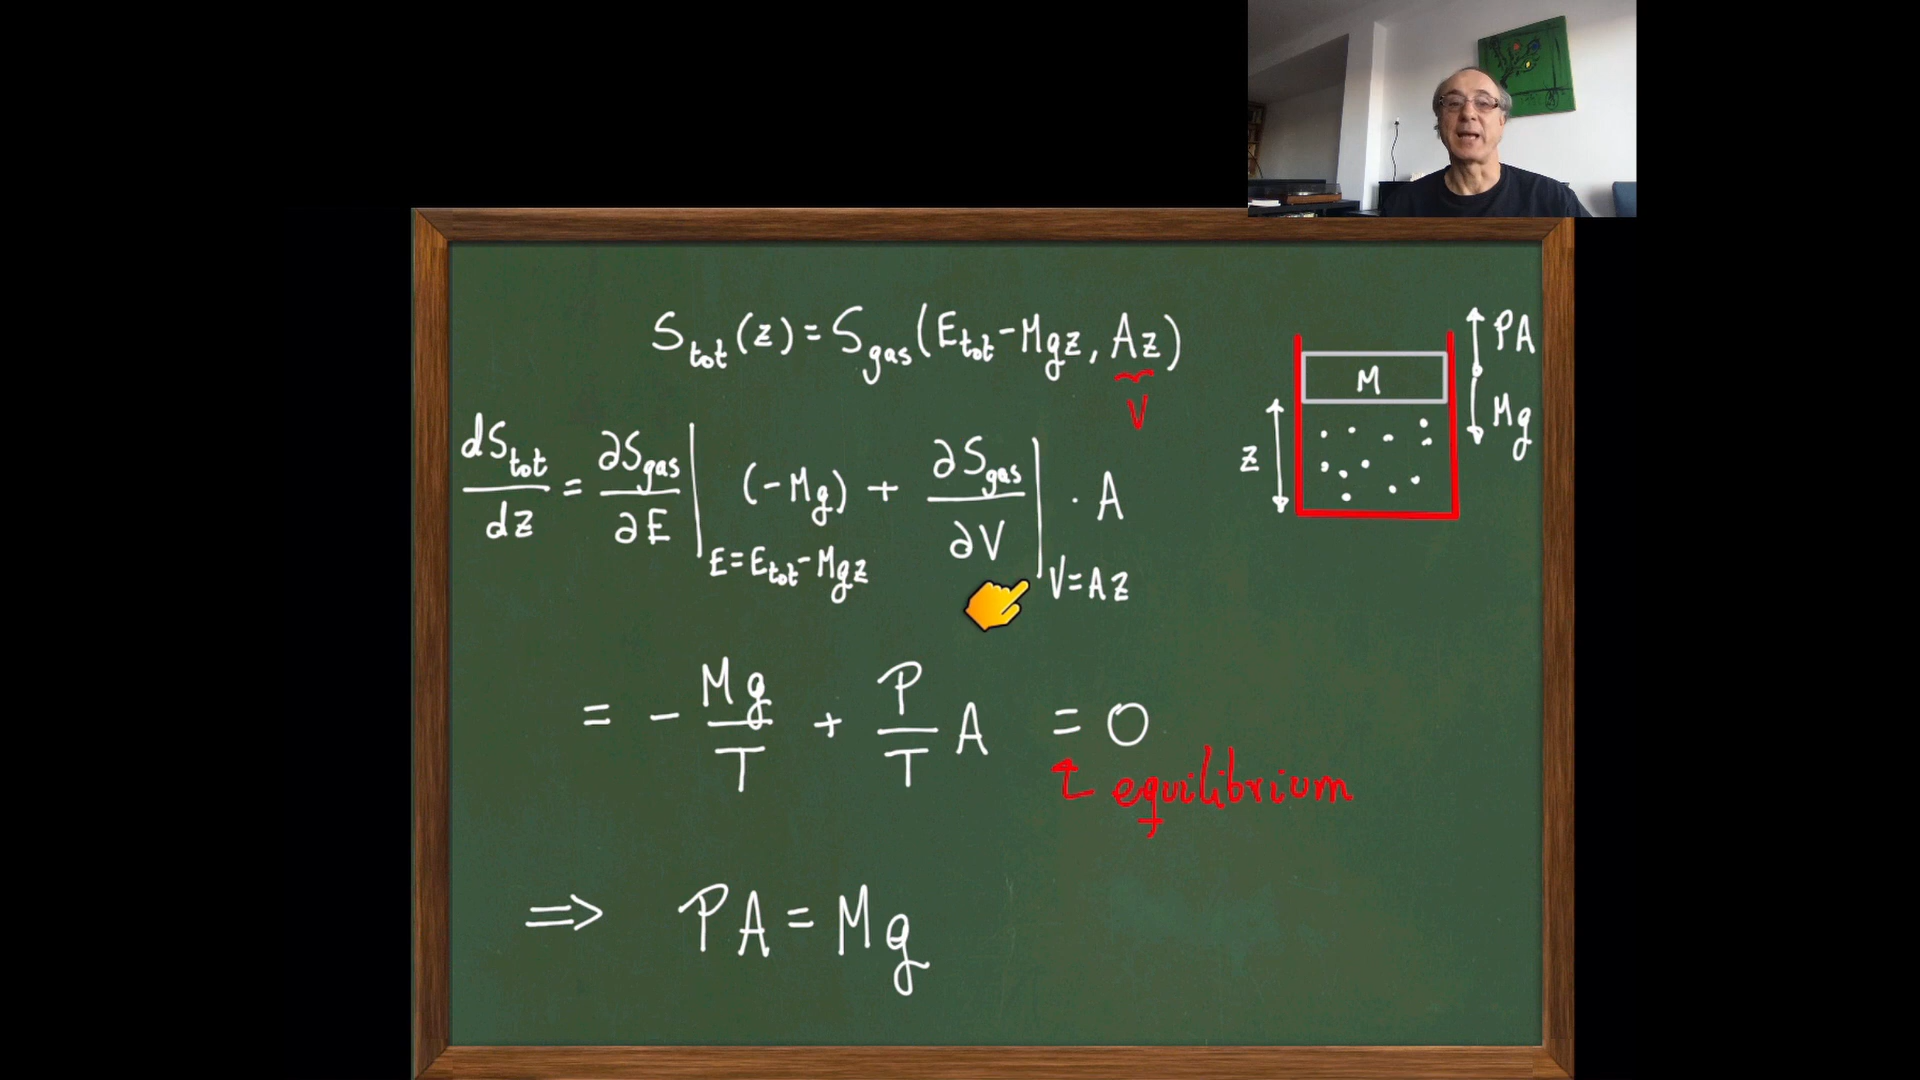 S_tot(z) = S_gas(E_tot - Mgz, Az)
V
dS_tot/dz = ∂S_gas/∂E |_{E=E_tot-Mgz} (-Mg) + ∂S_gas/∂V |_{V=Az} · A
= - Mg/T + P/T A = 0
↑ equilibrium
⇒ PA = Mg
PA
M
Mg
z